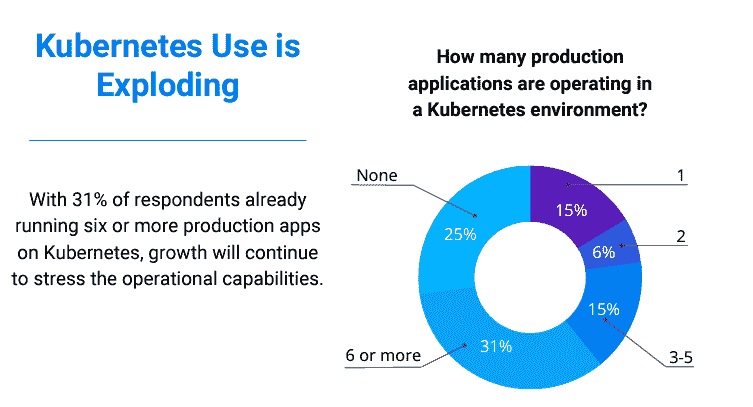 Kubernetes Use is
Exploding
With 31% of respondents already
running six or more production apps
on Kubernetes, growth will continue
to stress the operational capabilities.
How many production
applications are operating in
a Kubernetes environment?
None
1
15%
2
25%
6%
15%
6 or more
31%
3-5